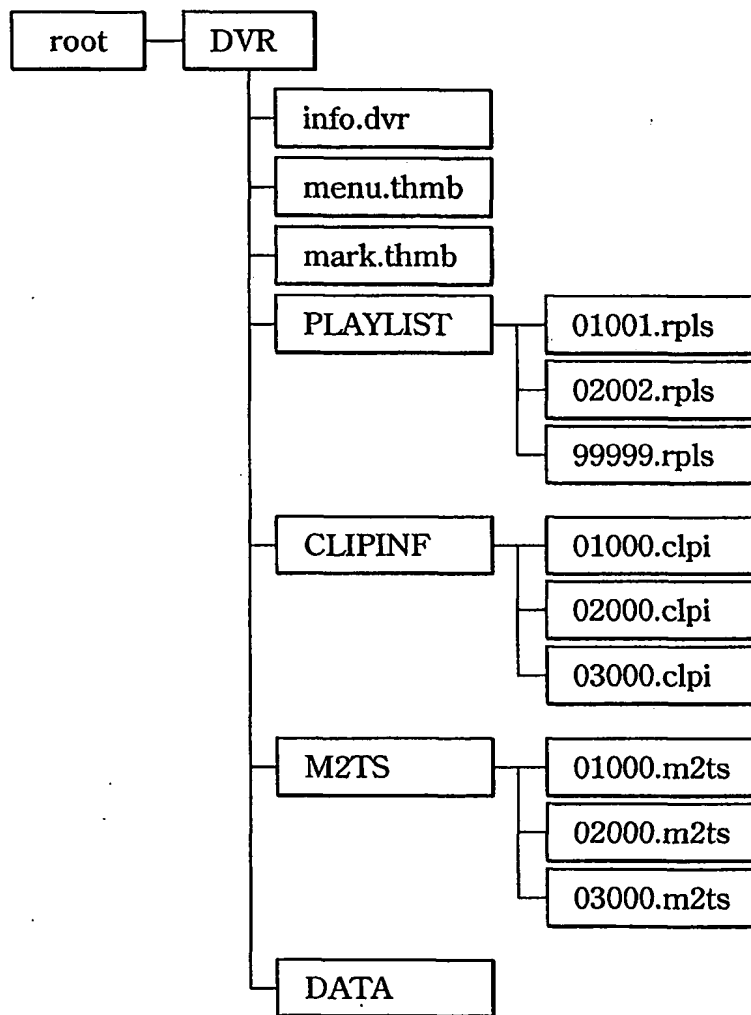 root DVR
info.dvr
menu.thmb
mark.thmb
PLAYLIST 01001.rpls
02002.rpls
99999.rpls
CLIPINF 01000.clpi
02000.clpi
03000.clpi
M2TS 01000.m2ts
02000.m2ts
03000.m2ts
DATA